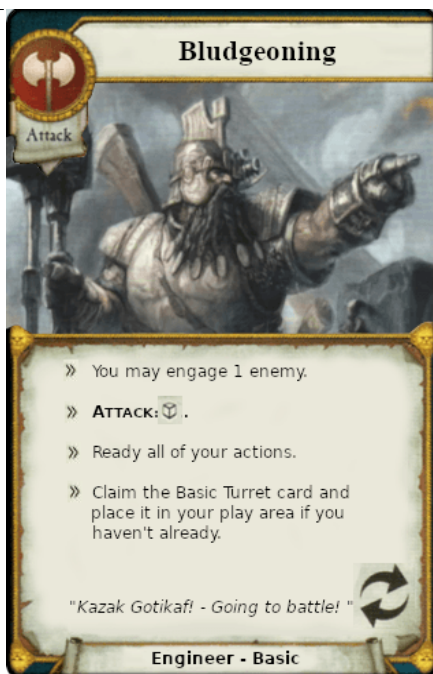 Bludgeoning
Attack
» You may engage 1 enemy.
» ATTACK: .
» Ready all of your actions.
» Claim the Basic Turret card and
place it in your play area if you
haven't already.
"Kazak Gotikaf! - Going to battle! "
Engineer - Basic